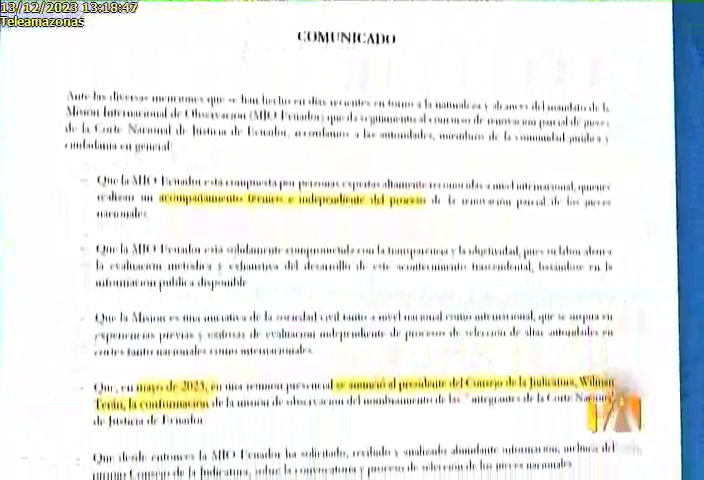 13/12/2023 13:18:47
Teleamazonas
COMUNICADO
Ante las diversas menciones que se han hecho en días recientes en torno a la naturaleza y alcances del mandato de la
Misión Internacional de Observación (MIO-Ecuador) que da seguimiento al concurso de renovación parcial de jueces
de la Corte Nacional de Justicia de Ecuador, recordamos a las autoridades, miembros de la comunidad jurídica y
ciudadanía en general:
- Que la MIO-Ecuador está compuesta por personas expertas altamente reconocidas a nivel internacional, quienes
realizan un acompañamiento técnico e independiente del proceso de la renovación parcial de los jueces
nacionales.
- Que la MIO-Ecuador está sólidamente comprometida con la transparencia y la objetividad, pues su labor abarca
la evaluación metódica y exhaustiva del desarrollo de este acontecimiento trascendental, basándose en la
información pública disponible
- Que la Misión es una iniciativa de la sociedad civil tanto a nivel nacional como internacional, que se inspira en
experiencias previas y exitosas de evaluación independiente de procesos de selección de altas autoridades en
cortes tanto nacionales como internacionales.
- Que, en mayo de 2023, en una reunión presencial se anunció al presidente del Consejo de la Judicatura, Wilman
Terán, la conformación de la misión de observación del nombramiento de las integrantes de la Corte
de Justicia de Ecuador
- Que desde entonces la MIO-Ecuador ha solicitado, recibido y analizado abundante información, incluso del
propio Consejo de la Judicatura, sobre la convocatoria y proceso de selección de los jueces nacionales.